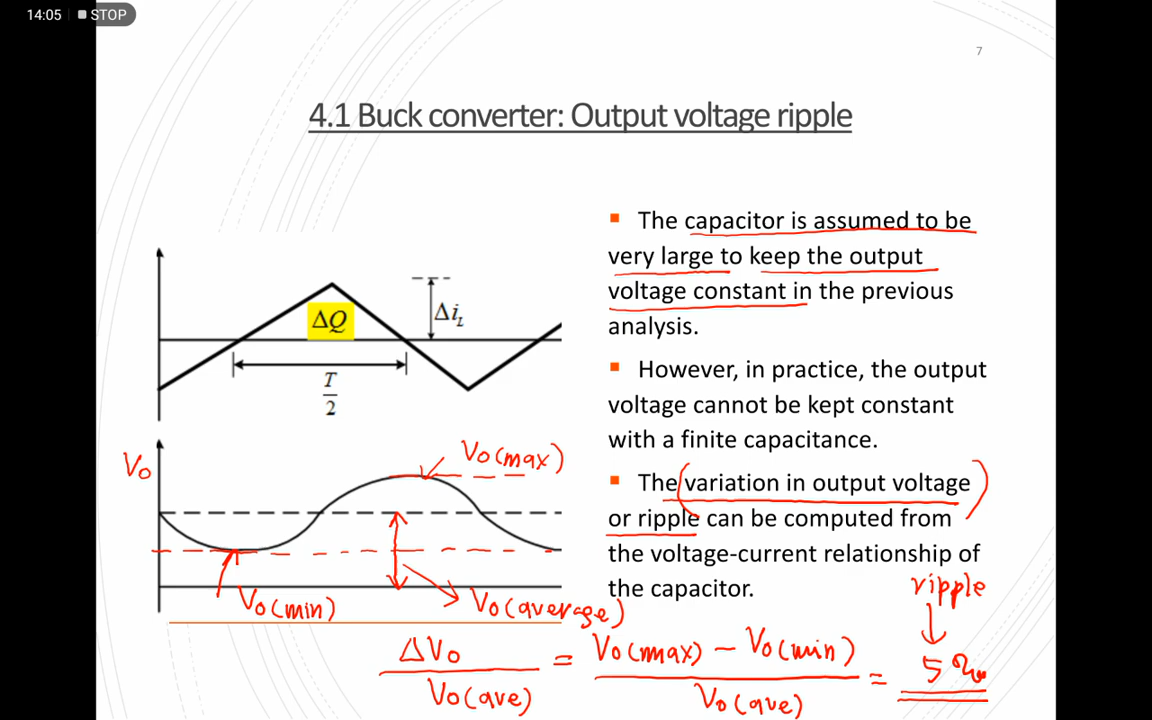 14:05 STOP
7
4.1 Buck converter: Output voltage ripple
▪ The capacitor is assumed to be
very large to keep the output
voltage constant in the previous
analysis.
▪ However, in practice, the output
voltage cannot be kept constant
with a finite capacitance.
▪ The (variation in output voltage)
or ripple can be computed from
the voltage-current relationship of
the capacitor.
ΔQ
Δi_L
T
2
Vo
Vo(max)
Vo(min)
Vo(average)
ripple
ΔVo / Vo(ave) = Vo(max) - Vo(min) / Vo(ave) = 5%